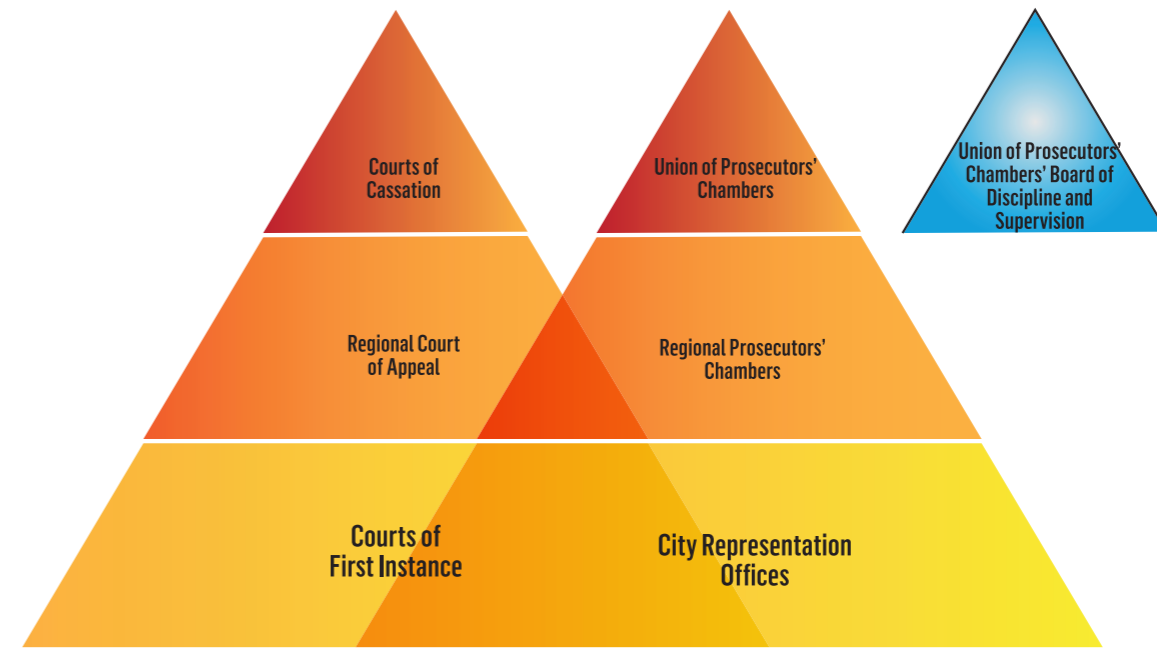 Courts of
Cassation
Union of Prosecutors'
Chambers
Union of Prosecutors'
Chambers' Board of
Discipline and
Supervision
Regional Court
of Appeal
Regional Prosecutors'
Chambers
Courts of
First Instance
City Representation
Offices